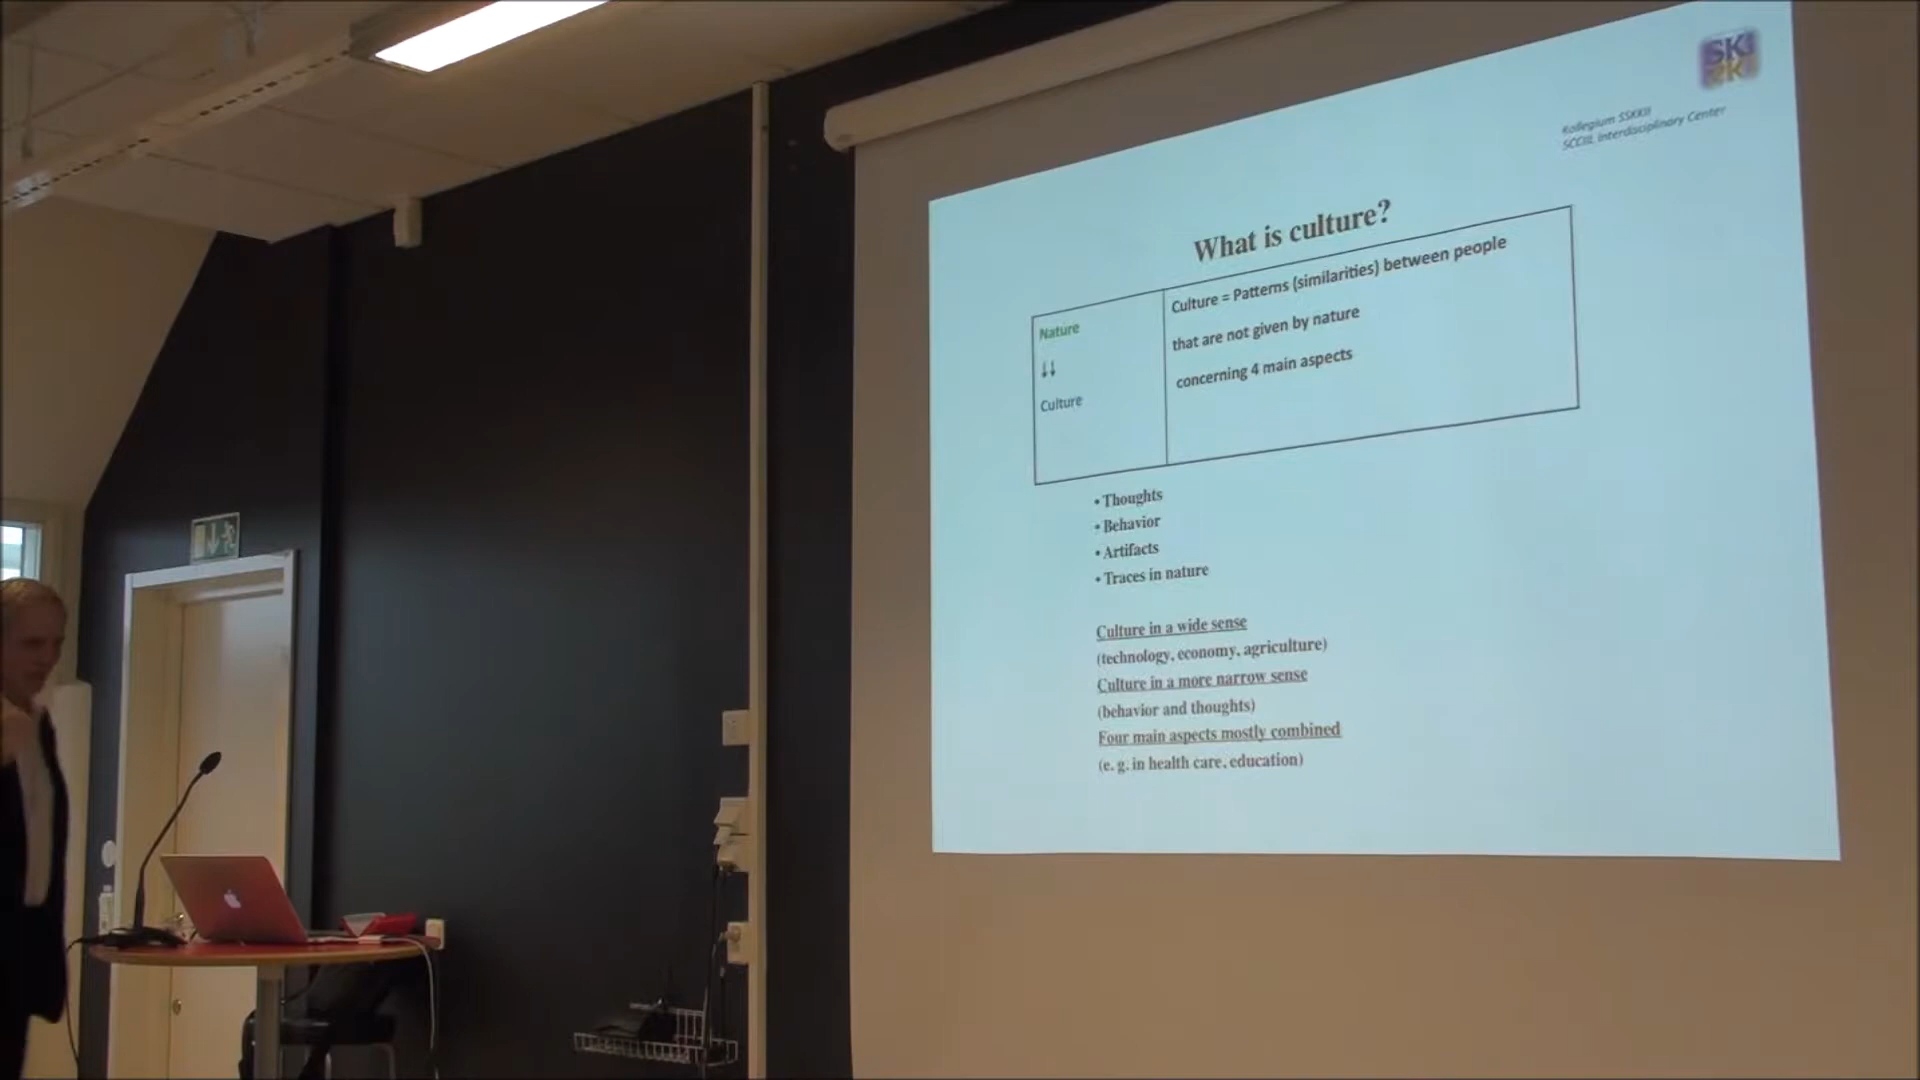 SKI
Kollegium SSKKII
SCCIIL Interdisciplinary Center
What is culture?
Nature
↓↓
Culture
Culture = Patterns (similarities) between people
that are not given by nature
concerning 4 main aspects
• Thoughts
• Behavior
• Artifacts
• Traces in nature
Culture in a wide sense
(technology, economy, agriculture)
Culture in a more narrow sense
(behavior and thoughts)
Four main aspects mostly combined
(e. g. in health care, education)